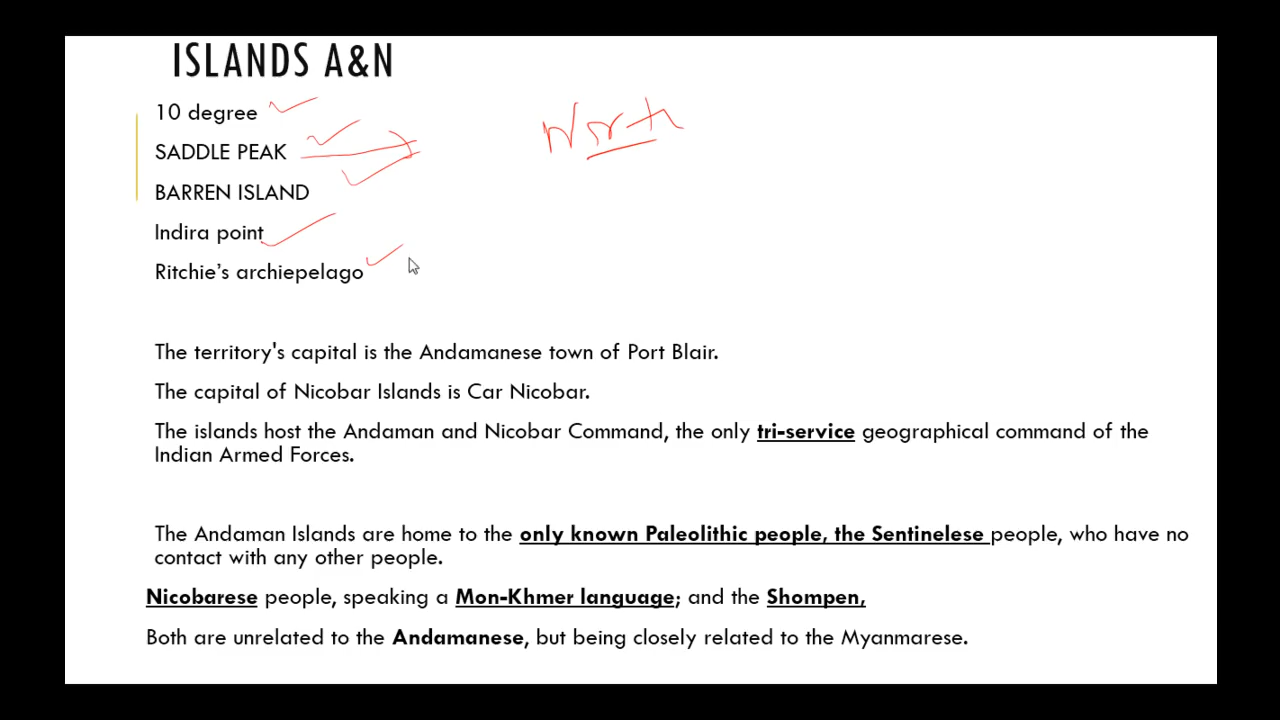 ISLANDS A&N
10 degree
North
SADDLE PEAK
BARREN ISLAND
Indira point
Ritchie's archiepelago
The territory's capital is the Andamanese town of Port Blair.
The capital of Nicobar Islands is Car Nicobar.
The islands host the Andaman and Nicobar Command, the only tri-service geographical command of the
Indian Armed Forces.
The Andaman Islands are home to the only known Paleolithic people, the Sentinelese people, who have no
contact with any other people.
Nicobarese people, speaking a Mon-Khmer language; and the Shompen,
Both are unrelated to the Andamanese, but being closely related to the Myanmarese.